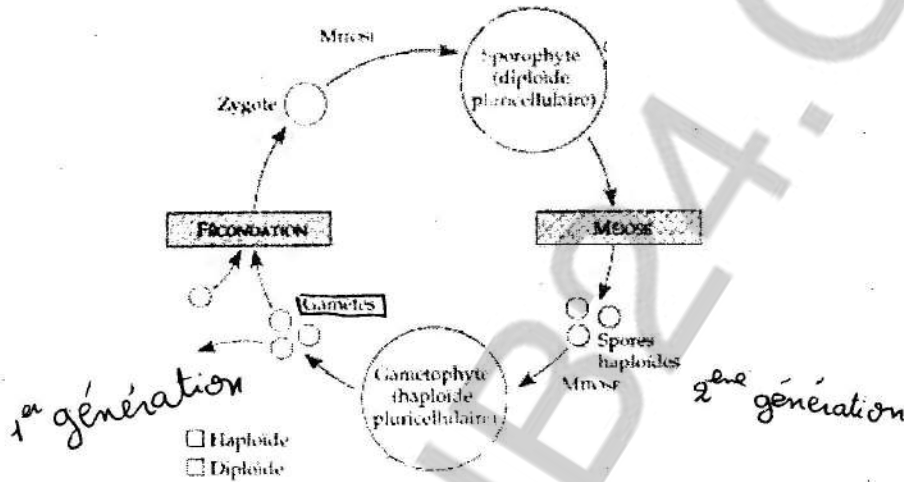 MITOSE
Sporophyte
(diploïde
pluricellulaire)
Zygote
FÉCONDATION
MÉIOSE
Gamètes
Spores
haploïdes
MITOSE
Gamétophyte
(haploïde
pluricellulaire)
1er génération
2ème génération
Haploïde
Diploïde